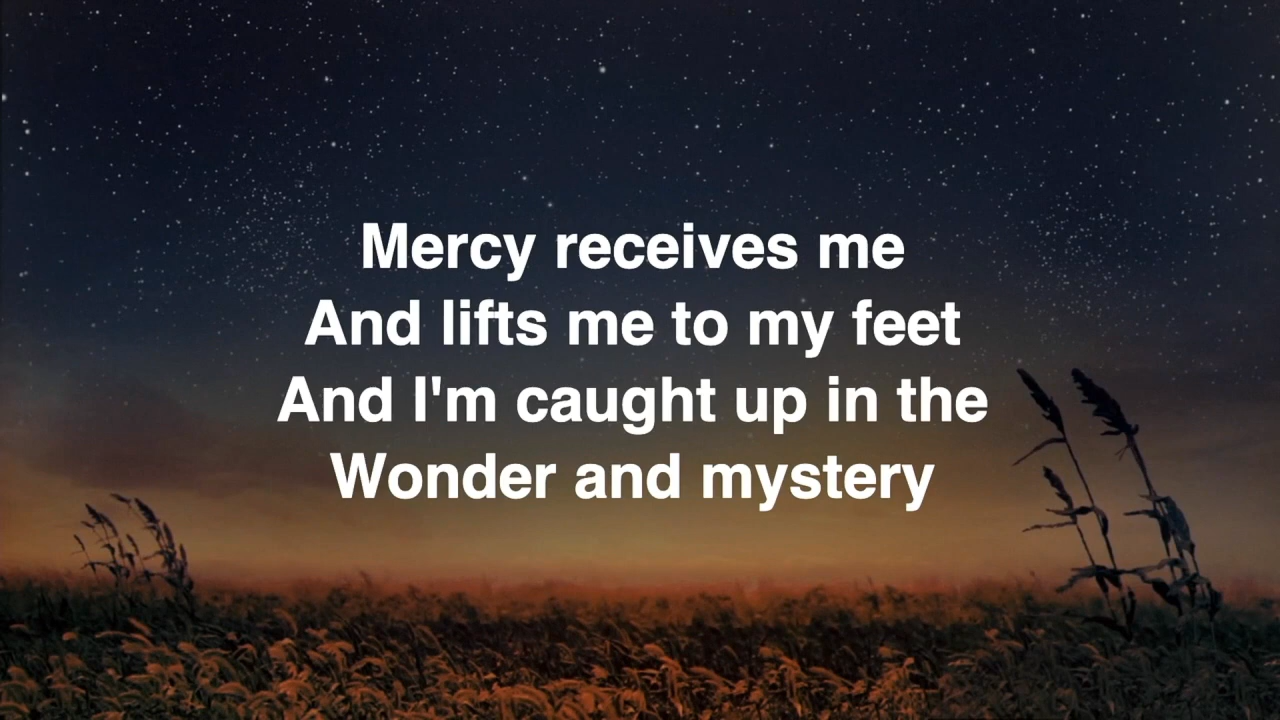 Mercy receives me
And lifts me to my feet
And I'm caught up in the
Wonder and mystery